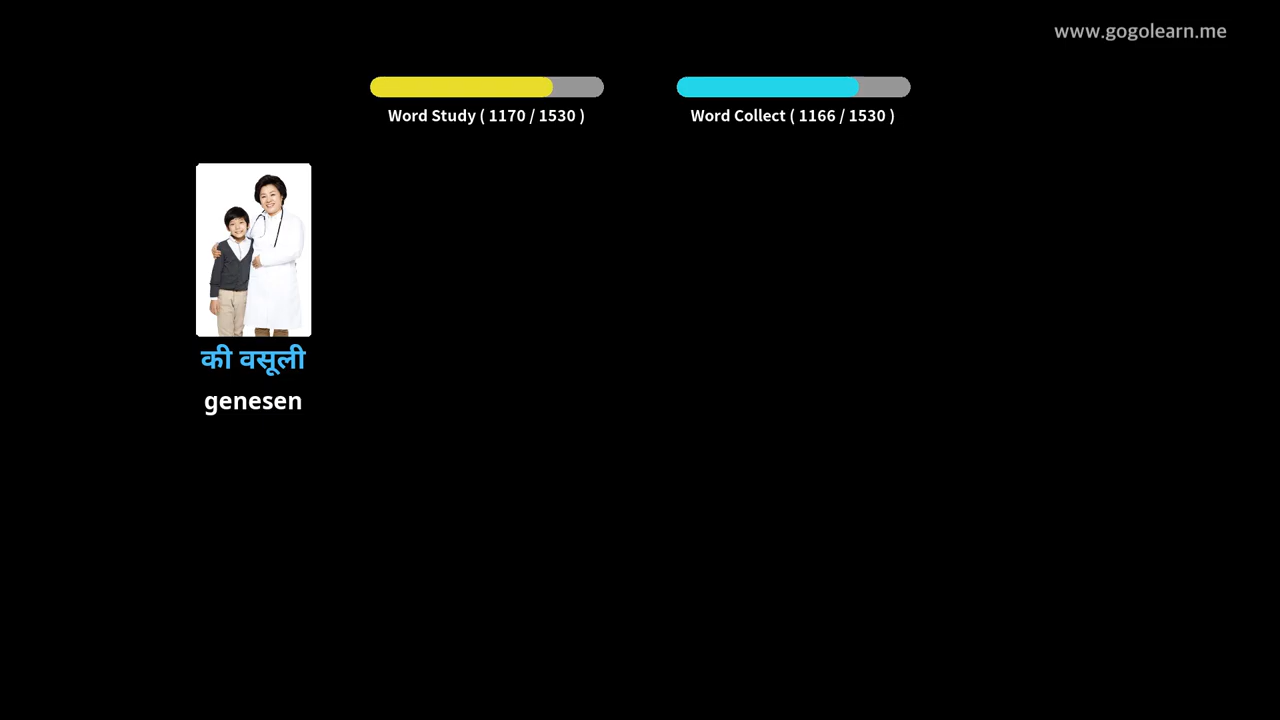 www.gogolearn.me
Word Study ( 1170 / 1530 )
Word Collect ( 1166 / 1530 )
की वसूली
genesen